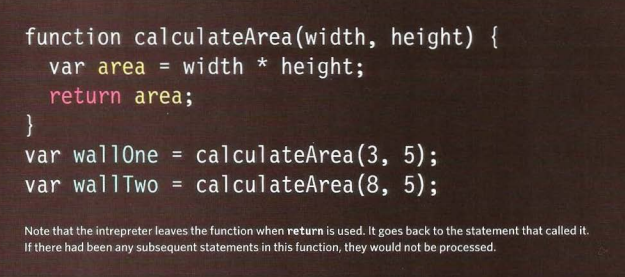 function calculateArea(width, height) {
var area = width * height;
return area;
}
var wallOne = calculateArea(3, 5);
var wallTwo = calculateArea(8, 5);
Note that the intrepreter leaves the function when return is used. It goes back to the statement that called it.
If there had been any subsequent statements in this function, they would not be processed.